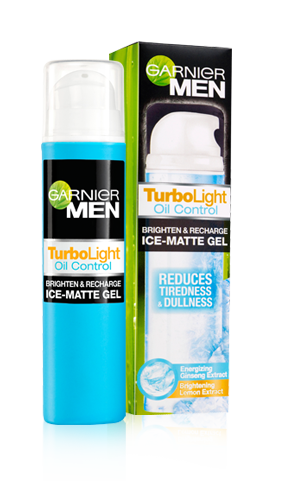 GARNIER
MEN
TurboLight
Oil Control
BRIGHTEN & RECHARGE
ICE-MATTE GEL
GARNIER
MEN
TurboLight
Oil Control
BRIGHTEN & RECHARGE
ICE-MATTE GEL
REDUCES
TIREDNESS
& DULLNESS
Energizing
Ginseng Extract
Brightening
Lemon Extract